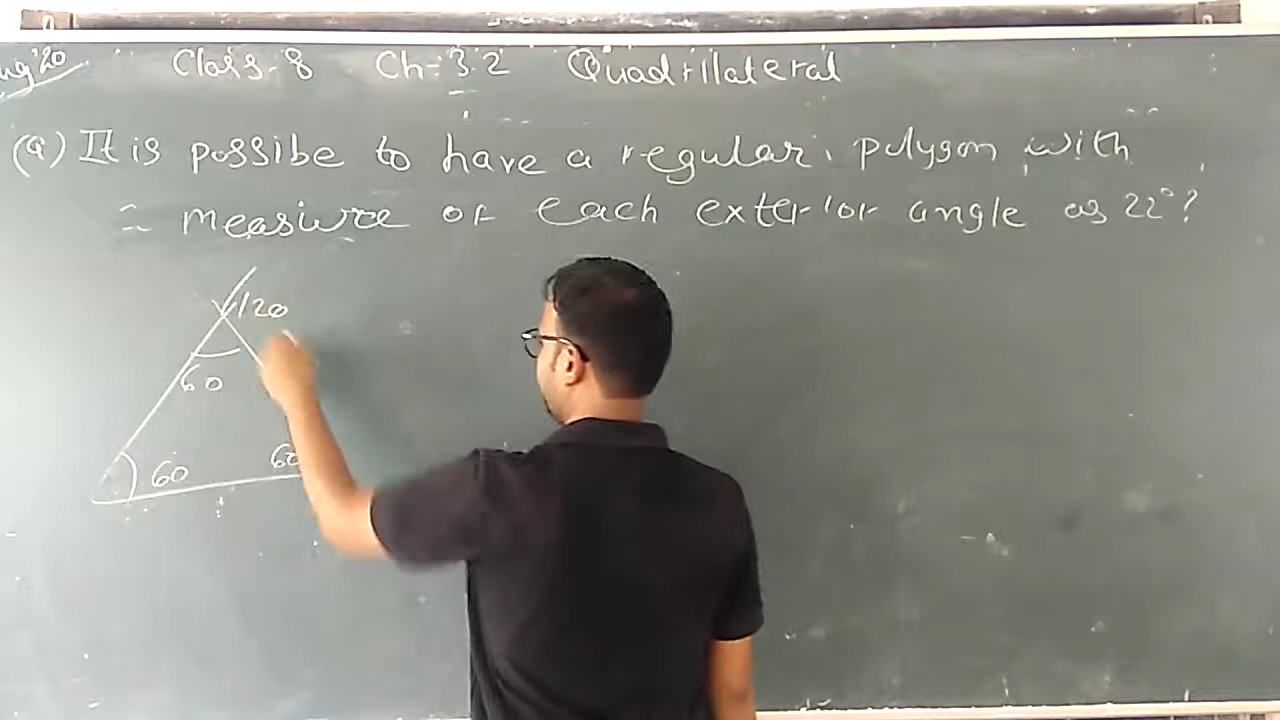 Class-8 Ch-3.2 Quadrilateral
(a) It is possibe to have a regular polygon with
measure of each exterior angle as 22°?
120
60
60 60